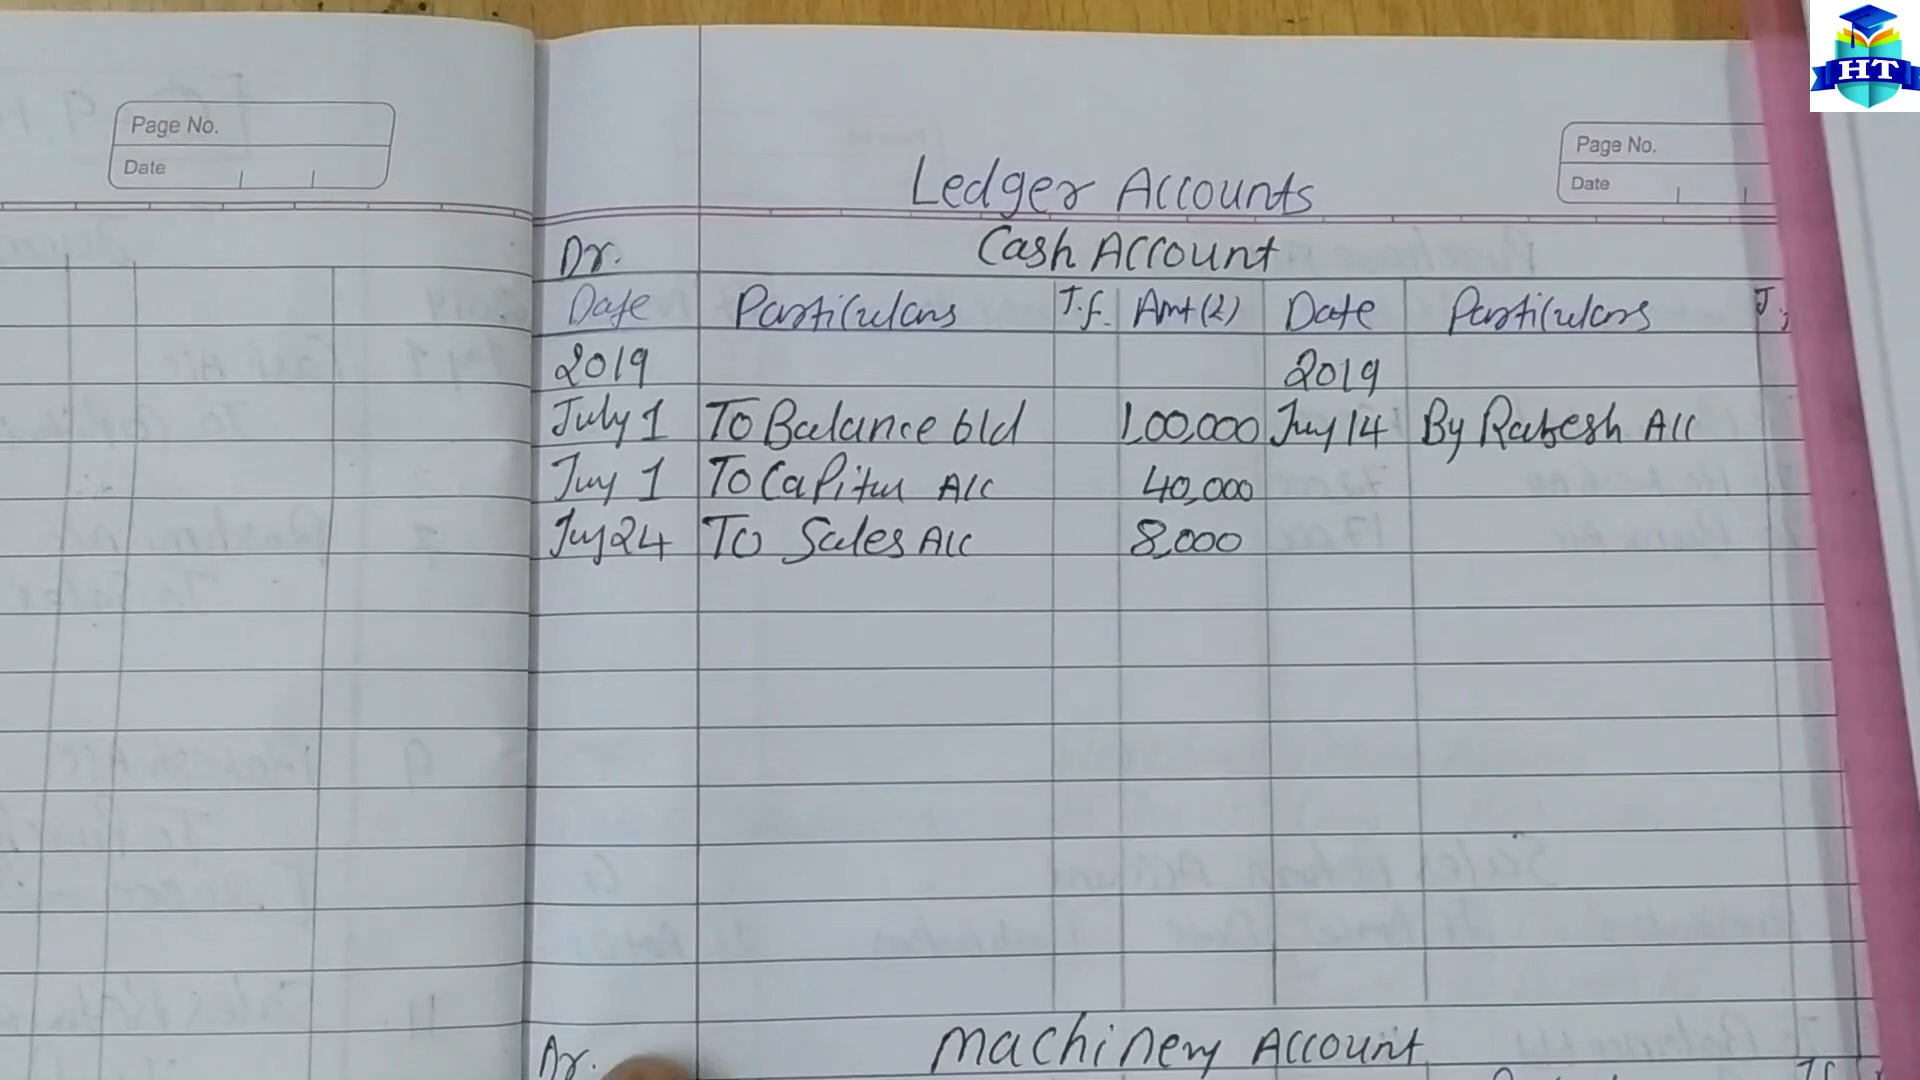 HT
Page No.
Date
Page No.
Date
Ledger Accounts
Dr. Cash Account
Date Particulars J.f. Amt(₹) Date Particulars J.
2019 2019
July 1 To Balance b/d 1,00,000 July 14 By Rakesh A/c
July 1 To Capital A/c 40,000
July 24 To Sales A/c 8,000
Dr. Machinery Account